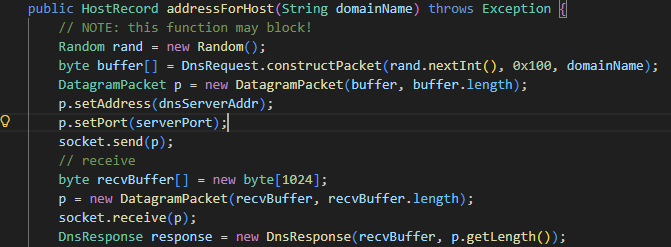 public HostRecord addressForHost(String domainName) throws Exception {
// NOTE: this function may block!
Random rand = new Random();
byte buffer[] = DnsRequest.constructPacket(rand.nextInt(), 0x100, domainName);
DatagramPacket p = new DatagramPacket(buffer, buffer.length);
p.setAddress(dnsServerAddr);
p.setPort(serverPort);
socket.send(p);
// receive
byte recvBuffer[] = new byte[1024];
p = new DatagramPacket(recvBuffer, recvBuffer.length);
socket.receive(p);
DnsResponse response = new DnsResponse(recvBuffer, p.getLength());